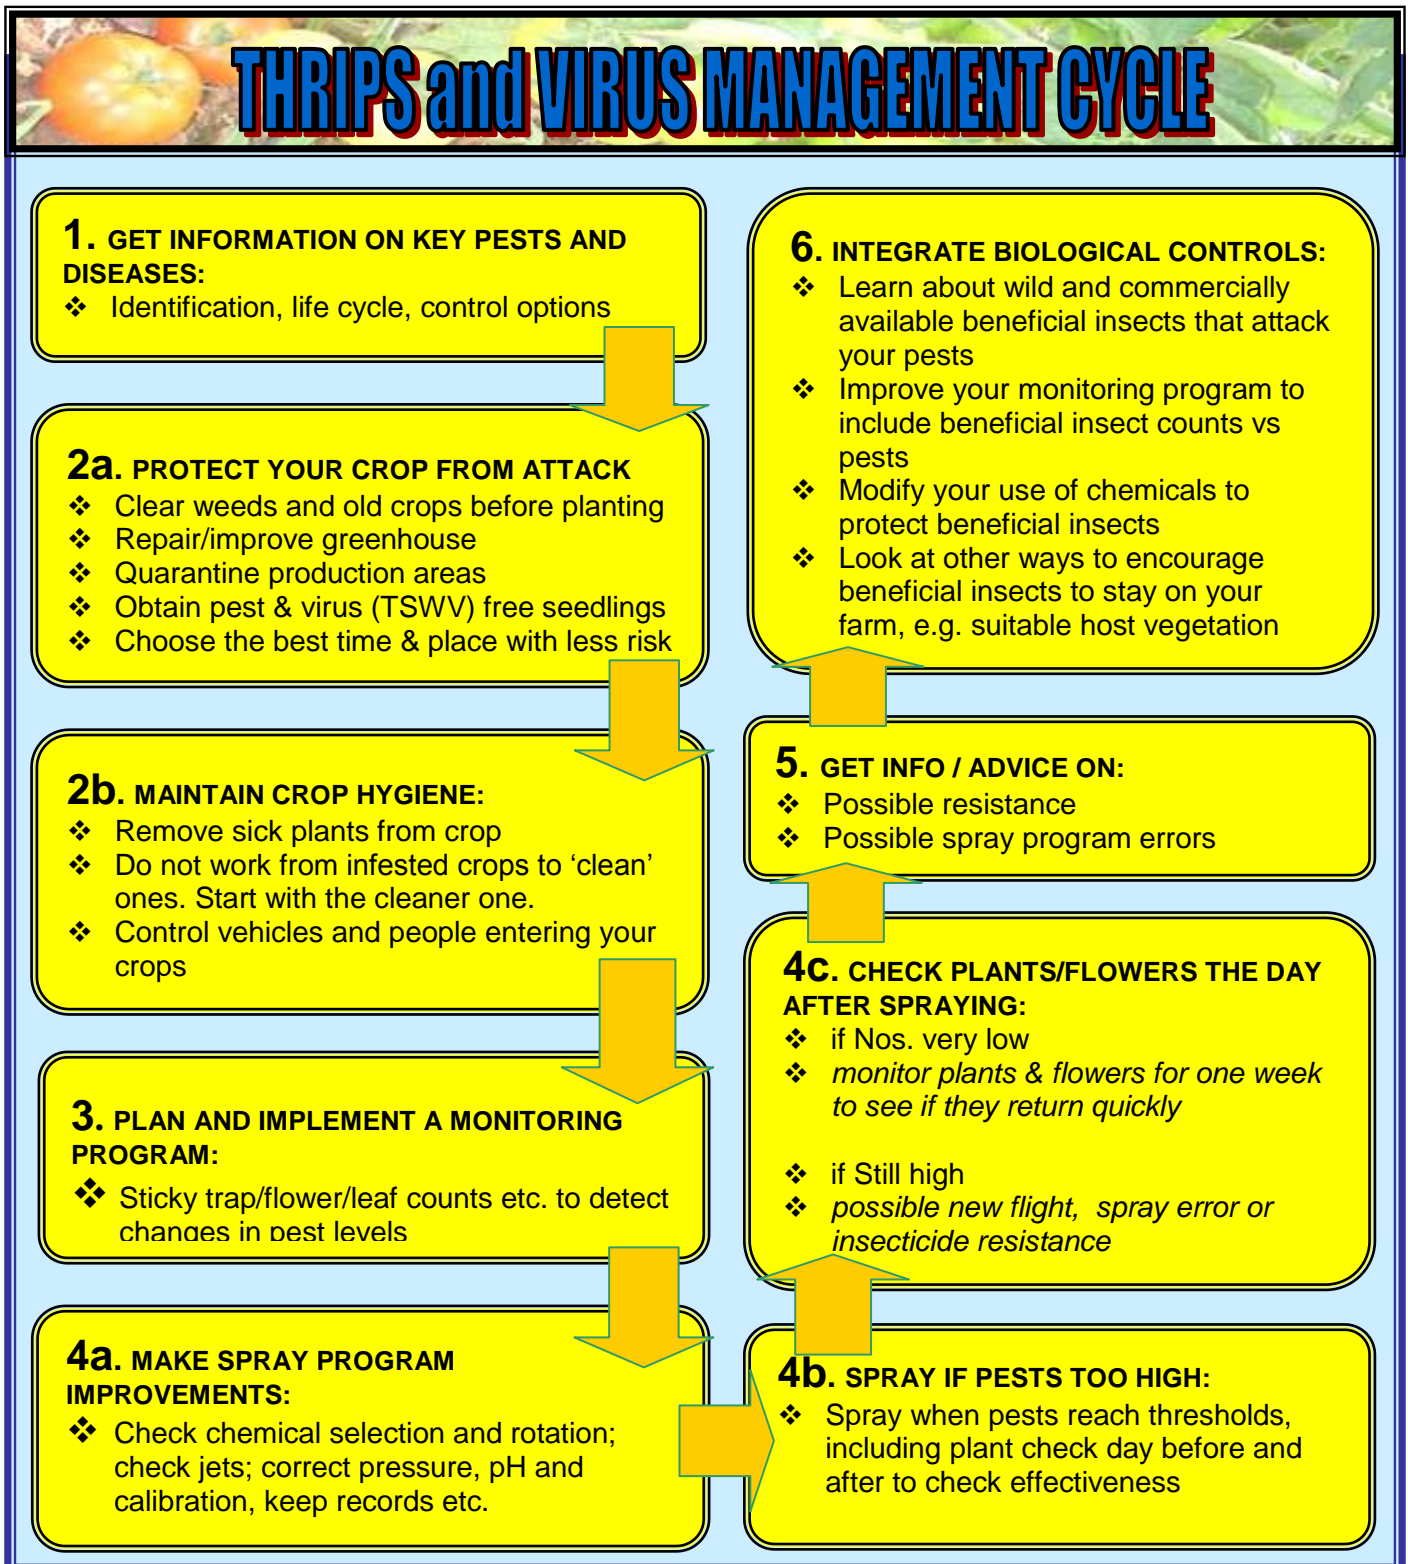 THRIPS and VIRUS MANAGEMENT CYCLE
1. GET INFORMATION ON KEY PESTS AND
DISEASES:
❖ Identification, life cycle, control options
2a. PROTECT YOUR CROP FROM ATTACK
❖ Clear weeds and old crops before planting
❖ Repair/improve greenhouse
❖ Quarantine production areas
❖ Obtain pest & virus (TSWV) free seedlings
❖ Choose the best time & place with less risk
2b. MAINTAIN CROP HYGIENE:
❖ Remove sick plants from crop
❖ Do not work from infested crops to ‘clean’
ones. Start with the cleaner one.
❖ Control vehicles and people entering your
crops
3. PLAN AND IMPLEMENT A MONITORING
PROGRAM:
❖ Sticky trap/flower/leaf counts etc. to detect
changes in pest levels
4a. MAKE SPRAY PROGRAM
IMPROVEMENTS:
❖ Check chemical selection and rotation;
check jets; correct pressure, pH and
calibration, keep records etc.
4b. SPRAY IF PESTS TOO HIGH:
❖ Spray when pests reach thresholds,
including plant check day before and
after to check effectiveness
4c. CHECK PLANTS/FLOWERS THE DAY
AFTER SPRAYING:
❖ if Nos. very low
❖ monitor plants & flowers for one week
to see if they return quickly
❖ if Still high
❖ possible new flight, spray error or
insecticide resistance
5. GET INFO / ADVICE ON:
❖ Possible resistance
❖ Possible spray program errors
6. INTEGRATE BIOLOGICAL CONTROLS:
❖ Learn about wild and commercially
available beneficial insects that attack
your pests
❖ Improve your monitoring program to
include beneficial insect counts vs
pests
❖ Modify your use of chemicals to
protect beneficial insects
❖ Look at other ways to encourage
beneficial insects to stay on your
farm, e.g. suitable host vegetation